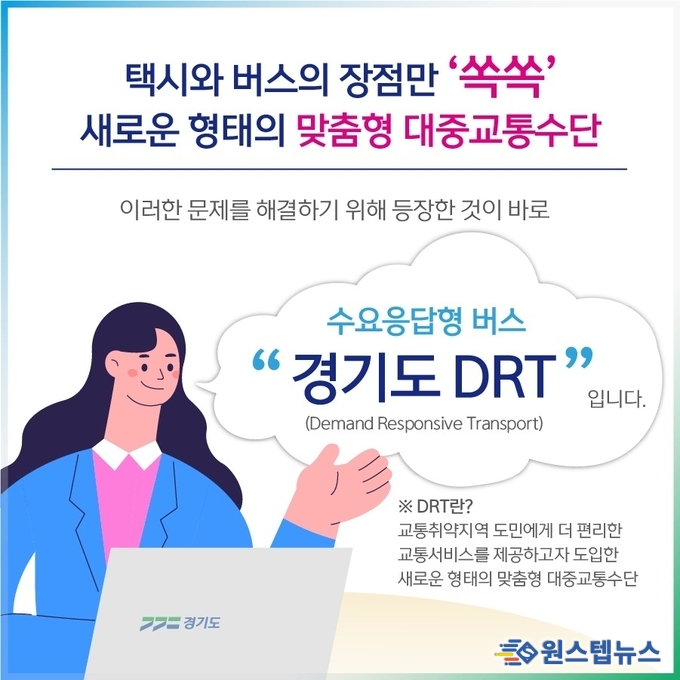 택시와 버스의 장점만 ‘쏙쏙’
새로운 형태의 맞춤형 대중교통수단
이러한 문제를 해결하기 위해 등장한 것이 바로
수요응답형 버스
“ 경기도 DRT ”
입니다.
(Demand Responsive Transport)
※ DRT란?
교통취약지역 도민에게 더 편리한
교통서비스를 제공하고자 도입한
새로운 형태의 맞춤형 대중교통수단
경기도
원스텝뉴스